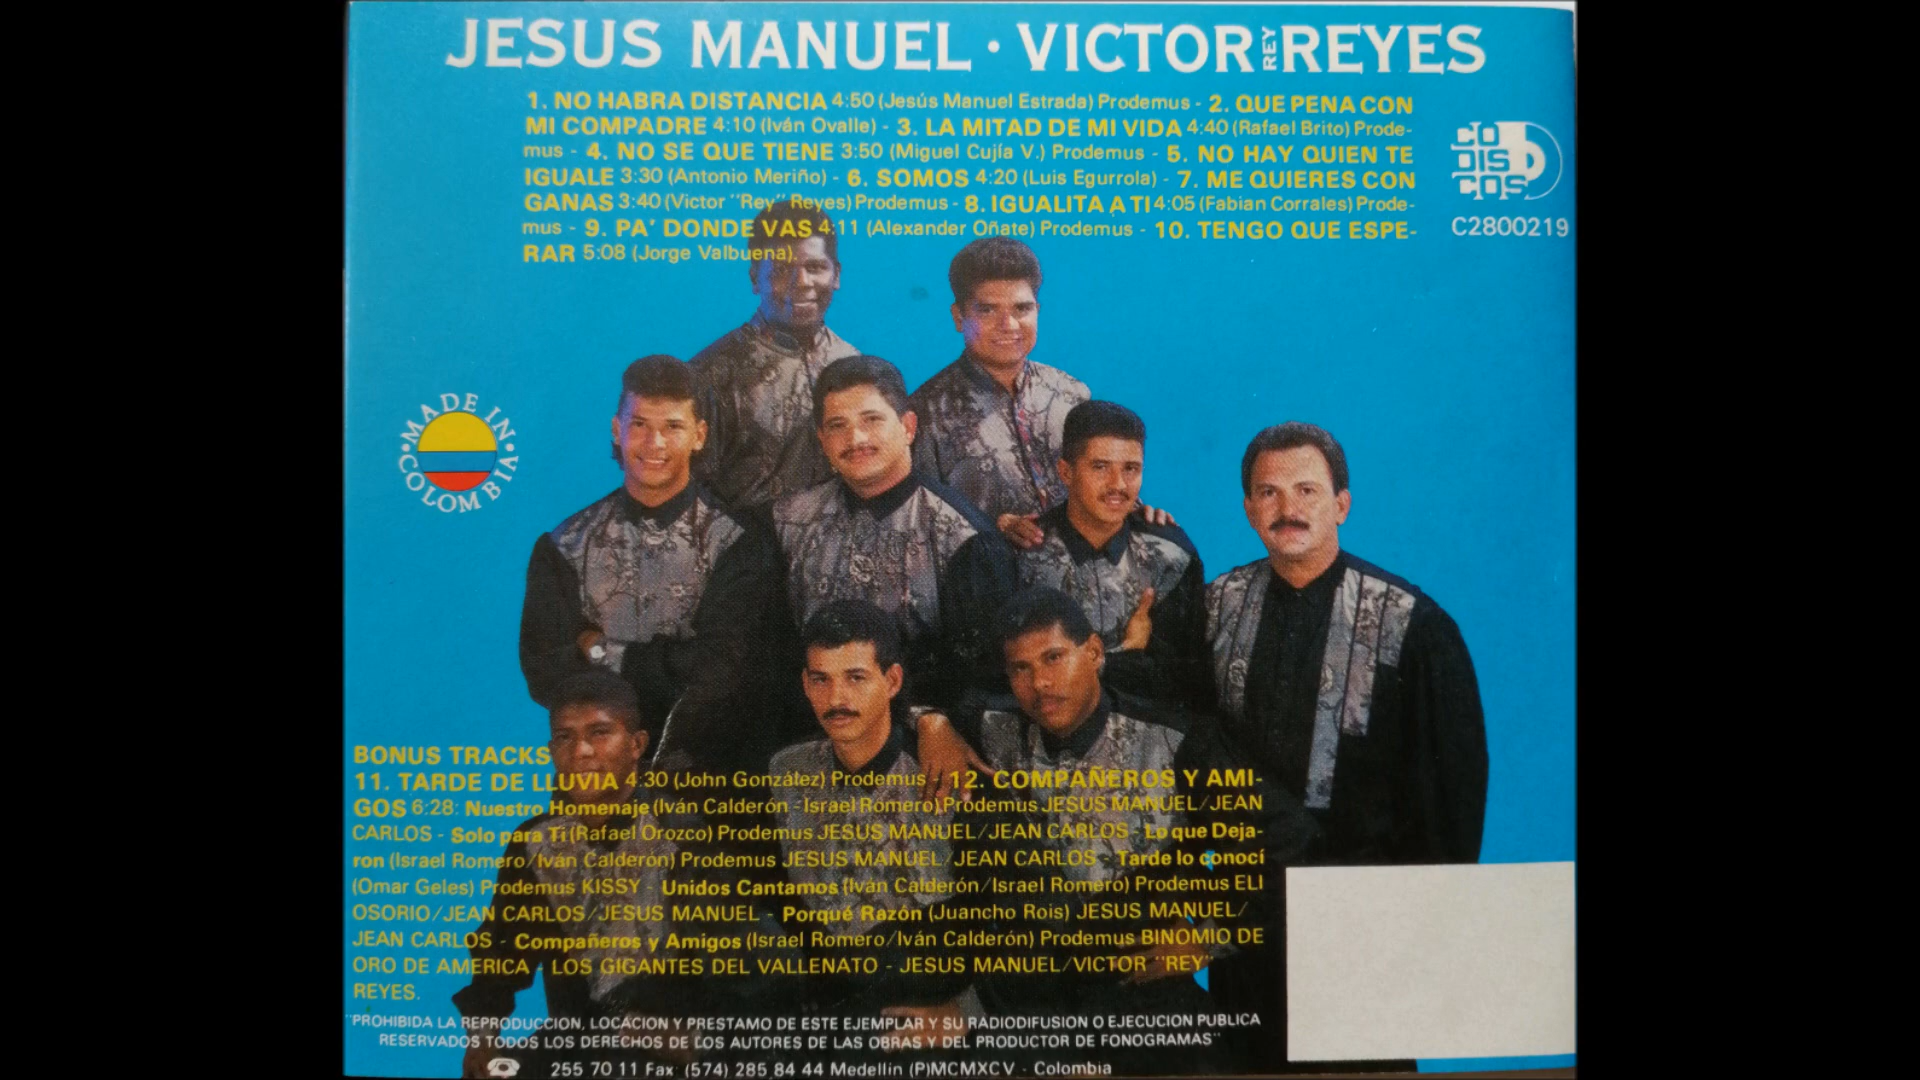 JESUS MANUEL · VICTOR REY REYES
1. NO HABRA DISTANCIA 4:50 (Jesús Manuel Estrada) Prodemus - 2. QUE PENA CON
MI COMPADRE 4:10 (Iván Ovalle) - 3. LA MITAD DE MI VIDA 4:40 (Rafael Brito) Prode-
mus - 4. NO SE QUE TIENE 3:50 (Miguel Cujía V.) Prodemus - 5. NO HAY QUIEN TE
IGUALE 3:30 (Antonio Meriño) - 6. SOMOS 4:20 (Luis Egurrola) - 7. ME QUIERES CON
GANAS 3:40 (Victor "Rey" Reyes) Prodemus - 8. IGUALITA A TI 4:05 (Fabian Corrales) Prode-
mus - 9. PA' DONDE VAS 4:11 (Alexander Oñate) Prodemus - 10. TENGO QUE ESPE-
RAR 5:08 (Jorge Valbuena).
CO
DIS
COS
C2800219
MADE IN
COLOMBIA
BONUS TRACKS
11. TARDE DE LLUVIA 4:30 (John González) Prodemus - 12. COMPAÑEROS Y AMI-
GOS 6:28: Nuestro Homenaje (Iván Calderón - Israel Romero) Prodemus JESUS MANUEL/JEAN
CARLOS - Solo para Ti (Rafael Orozco) Prodemus JESUS MANUEL/JEAN CARLOS - Lo que Deja-
ron (Israel Romero/Iván Calderón) Prodemus JESUS MANUEL/JEAN CARLOS - Tarde lo conocí
(Omar Geles) Prodemus KISSY - Unidos Cantamos (Iván Calderón/Israel Romero) Prodemus ELI
OSORIO/JEAN CARLOS/JESUS MANUEL - Porqué Razón (Juancho Rois) JESUS MANUEL/
JEAN CARLOS - Compañeros y Amigos (Israel Romero/Iván Calderón) Prodemus BINOMIO DE
ORO DE AMERICA - LOS GIGANTES DEL VALLENATO - JESUS MANUEL/VICTOR "REY"
REYES.
"PROHIBIDA LA REPRODUCCION, LOCACION Y PRESTAMO DE ESTE EJEMPLAR Y SU RADIODIFUSION O EJECUCION PUBLICA
RESERVADOS TODOS LOS DERECHOS DE LOS AUTORES DE LAS OBRAS Y DEL PRODUCTOR DE FONOGRAMAS"
255 70 11 Fax (574) 285 84 44 Medellin (P)MCMXCV - Colombia